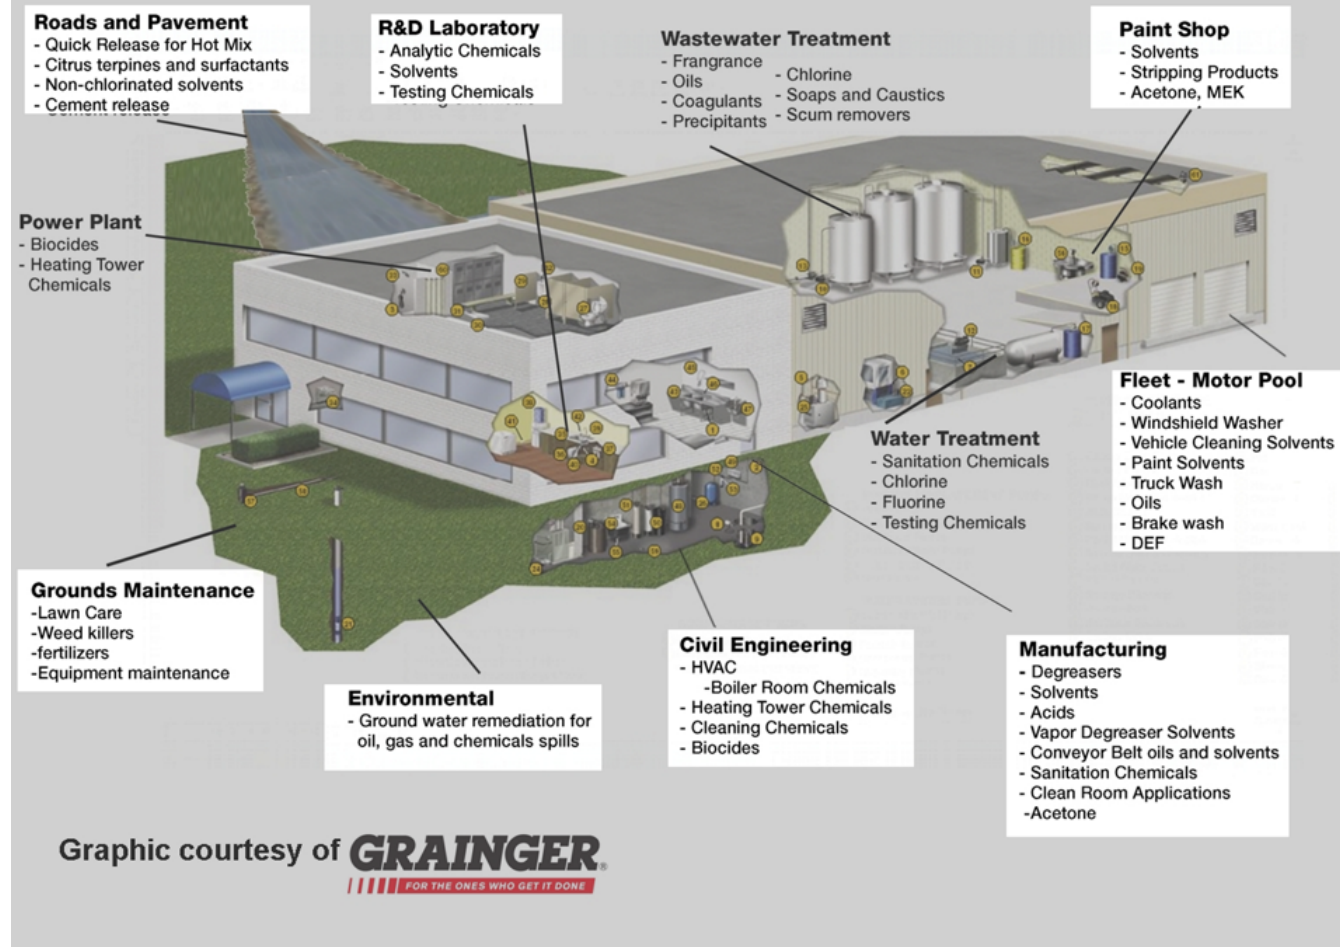 Roads and Pavement
- Quick Release for Hot Mix
- Citrus terpines and surfactants
- Non-chlorinated solvents
- Cement release
R&D Laboratory
- Analytic Chemicals
- Solvents
- Testing Chemicals
Wastewater Treatment
- Frangrance
- Oils
- Coagulants
- Precipitants
- Chlorine
- Soaps and Caustics
- Scum removers
Paint Shop
- Solvents
- Stripping Products
- Acetone, MEK
Power Plant
- Biocides
- Heating Tower
Chemicals
Fleet - Motor Pool
- Coolants
- Windshield Washer
- Vehicle Cleaning Solvents
- Paint Solvents
- Truck Wash
- Oils
- Brake wash
- DEF
Water Treatment
- Sanitation Chemicals
- Chlorine
- Fluorine
- Testing Chemicals
Grounds Maintenance
-Lawn Care
-Weed killers
-fertilizers
-Equipment maintenance
Environmental
- Ground water remediation for
oil, gas and chemicals spills
Civil Engineering
- HVAC
-Boiler Room Chemicals
- Heating Tower Chemicals
- Cleaning Chemicals
- Biocides
Manufacturing
- Degreasers
- Solvents
- Acids
- Vapor Degreaser Solvents
- Conveyor Belt oils and solvents
- Sanitation Chemicals
- Clean Room Applications
-Acetone
Graphic courtesy of GRAINGER®
FOR THE ONES WHO GET IT DONE